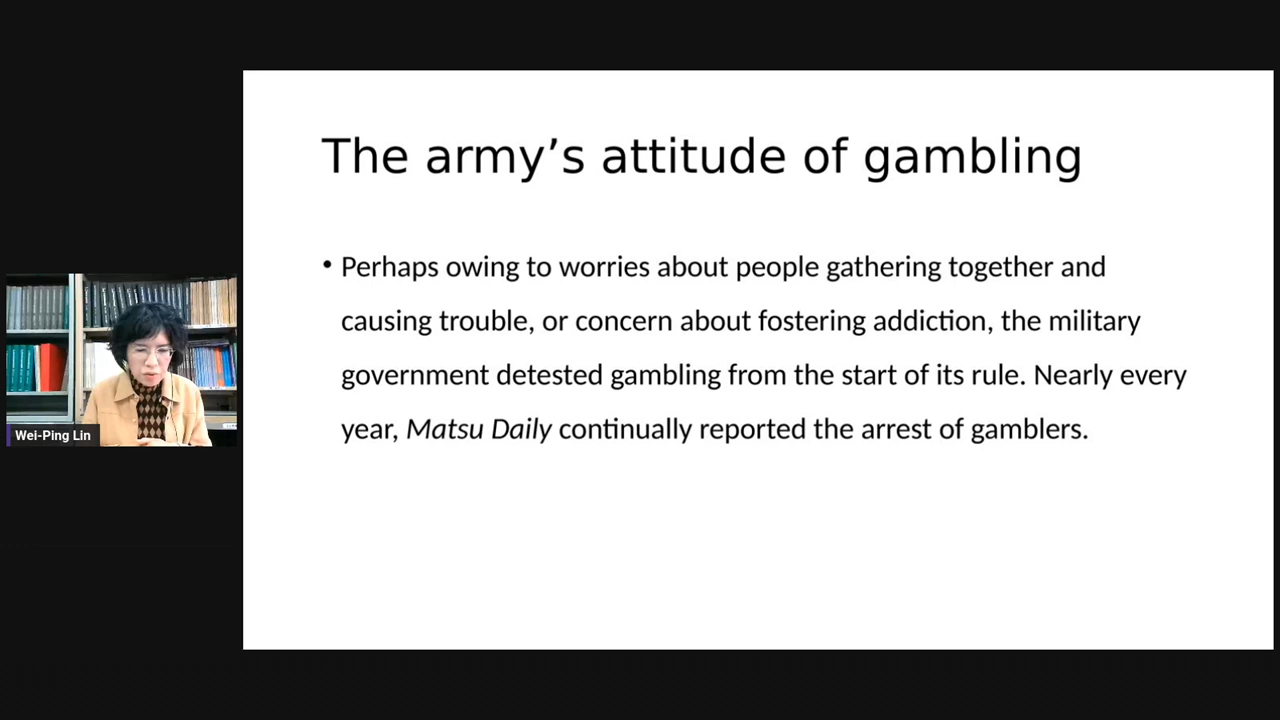 The army’s attitude of gambling
• Perhaps owing to worries about people gathering together and
causing trouble, or concern about fostering addiction, the military
government detested gambling from the start of its rule. Nearly every
year, Matsu Daily continually reported the arrest of gamblers.
Wei-Ping Lin